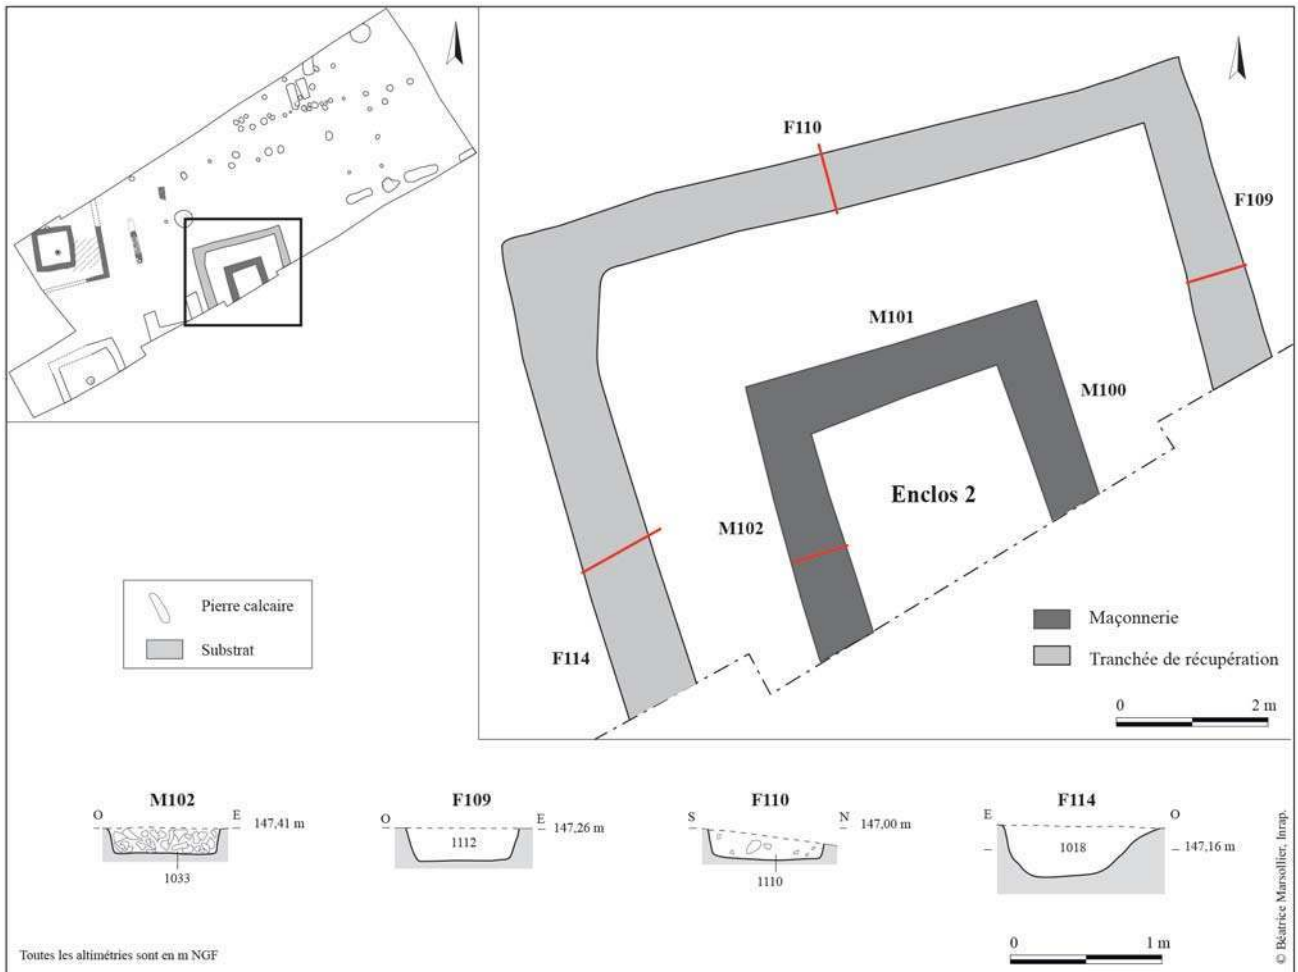 F110
F109
M101
M100
Enclos 2
M102
F114
Maçonnerie
Tranchée de récupération
0 2 m
Pierre calcaire
Substrat
M102
O E
147,41 m
1033
F109
O E
147,26 m
1112
F110
S N
147,00 m
1110
F114
E O
1018
147,16 m
0 1 m
Toutes les altimétries sont en m NGF
© Béatrice Marsollier, Inrap.